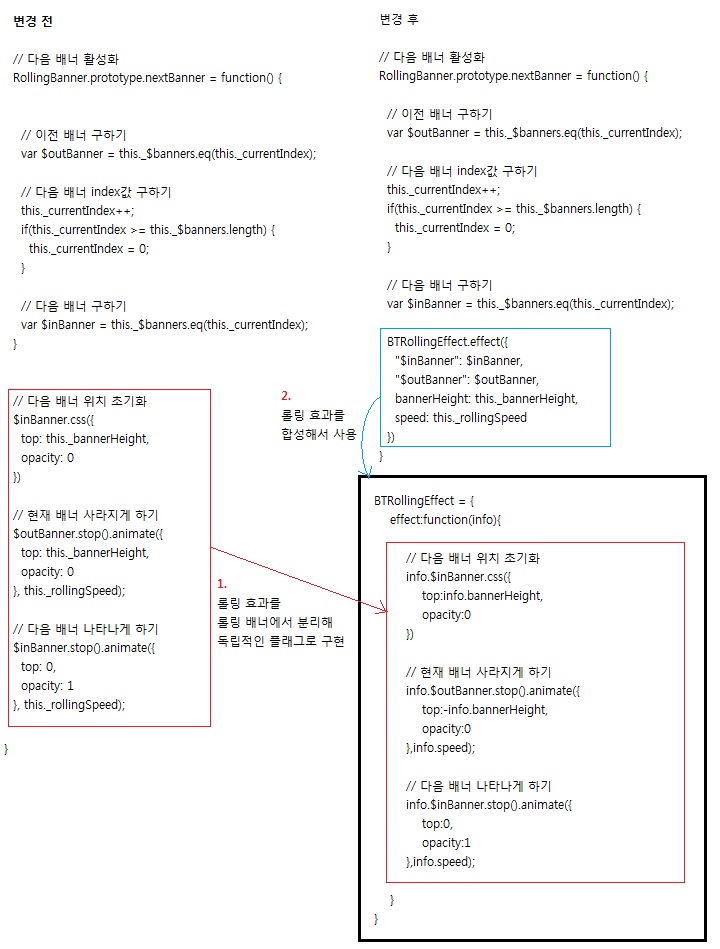 변경 전
// 다음 배너 활성화
RollingBanner.prototype.nextBanner = function() {
// 이전 배너 구하기
var $outBanner = this._$banners.eq(this._currentIndex);
// 다음 배너 index값 구하기
this._currentIndex++;
if(this._currentIndex >= this._$banners.length) {
this._currentIndex = 0;
}
// 다음 배너 구하기
var $inBanner = this._$banners.eq(this._currentIndex);
}
// 다음 배너 위치 초기화
$inBanner.css({
top: this._bannerHeight,
opacity: 0
})
// 현재 배너 사라지게 하기
$outBanner.stop().animate({
top: this._bannerHeight,
opacity: 0
}, this._rollingSpeed);
// 다음 배너 나타나게 하기
$inBanner.stop().animate({
top: 0,
opacity: 1
}, this._rollingSpeed);
}
1.
롤링 효과를
롤링 배너에서 분리해
독립적인 플래그로 구현
2.
롤링 효과를
합성해서 사용
변경 후
// 다음 배너 활성화
RollingBanner.prototype.nextBanner = function() {
// 이전 배너 구하기
var $outBanner = this._$banners.eq(this._currentIndex);
// 다음 배너 index값 구하기
this._currentIndex++;
if(this._currentIndex >= this._$banners.length) {
this._currentIndex = 0;
}
// 다음 배너 구하기
var $inBanner = this._$banners.eq(this._currentIndex);
BTRollingEffect.effect({
"$inBanner": $inBanner,
"$outBanner": $outBanner,
bannerHeight: this._bannerHeight,
speed: this._rollingSpeed
})
}
BTRollingEffect = {
effect:function(info){
// 다음 배너 위치 초기화
info.$inBanner.css({
top:info.bannerHeight,
opacity:0
})
// 현재 배너 사라지게 하기
info.$outBanner.stop().animate({
top:-info.bannerHeight,
opacity:0
},info.speed);
// 다음 배너 나타나게 하기
info.$inBanner.stop().animate({
top:0,
opacity:1
},info.speed);
}
}